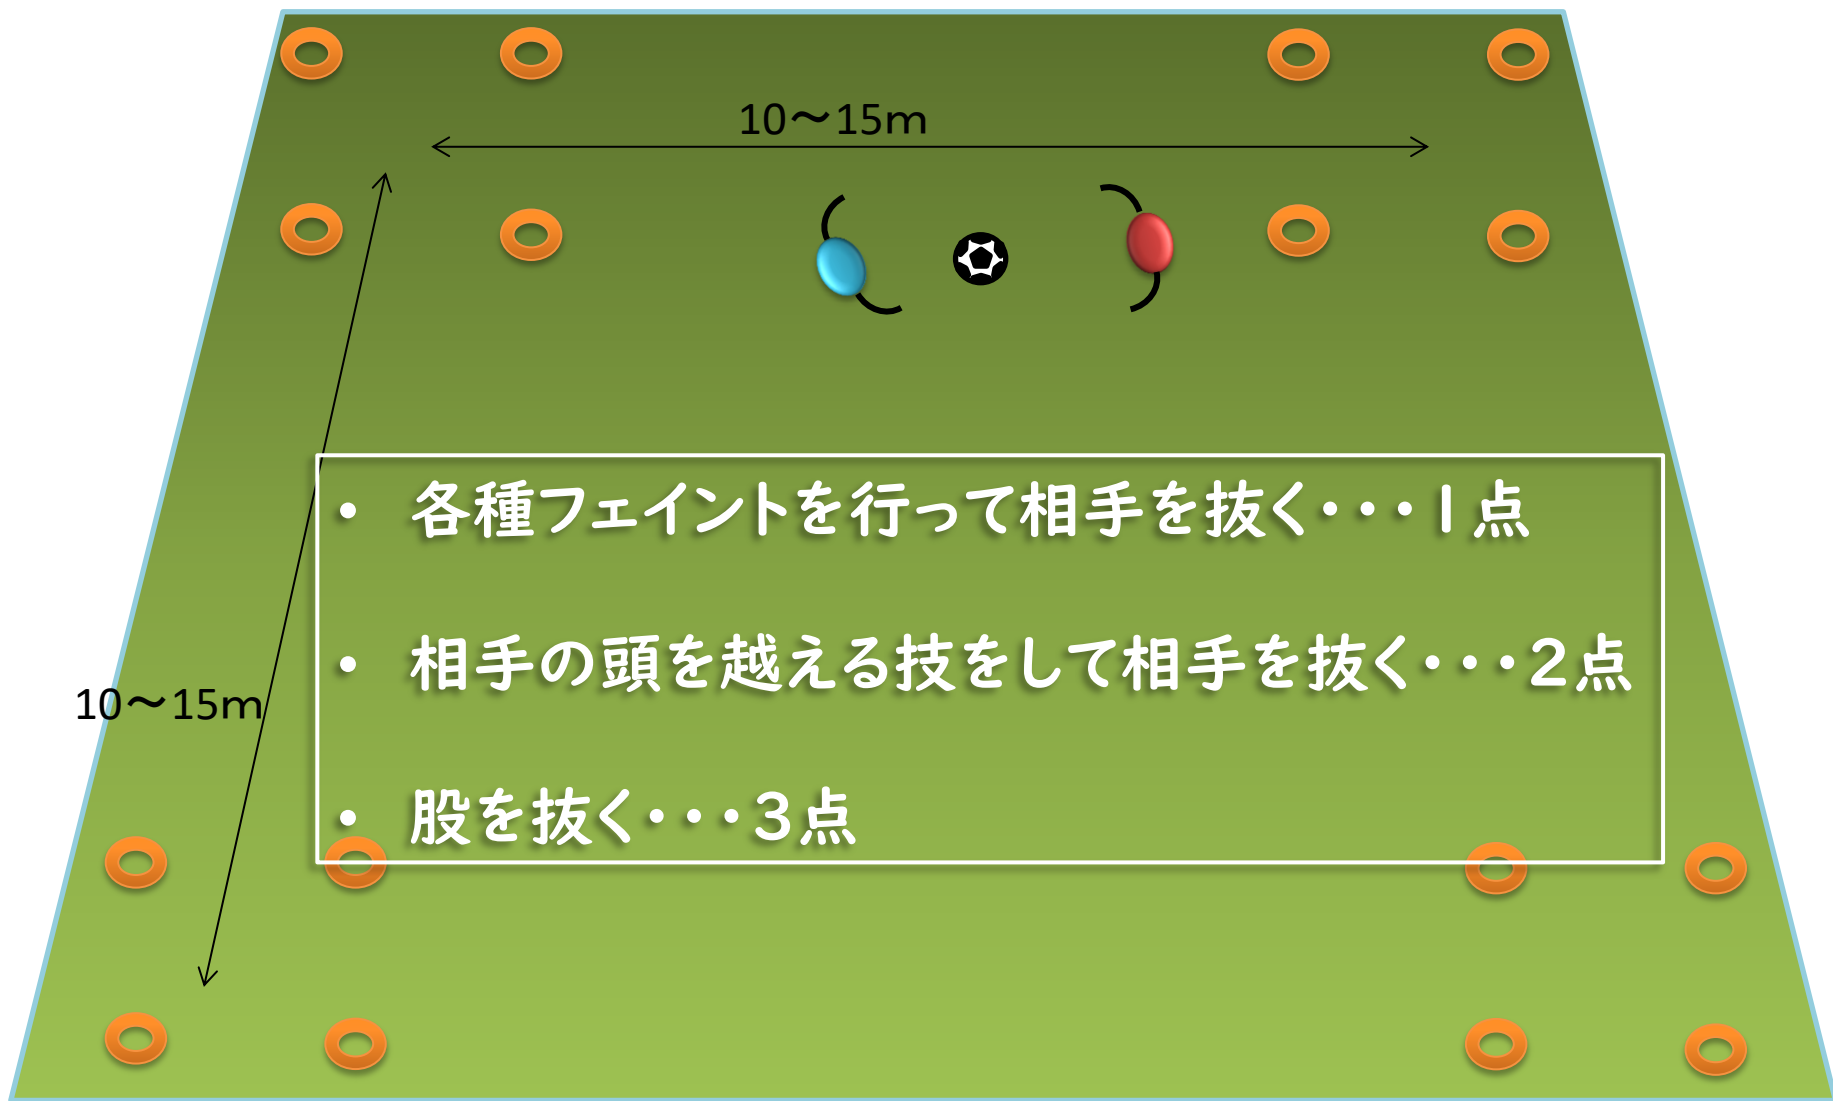 10～15m
• 各種フェイントを行って相手を抜く・・・1点
• 相手の頭を越える技をして相手を抜く・・・２点
10～15m
• 股を抜く・・・３点